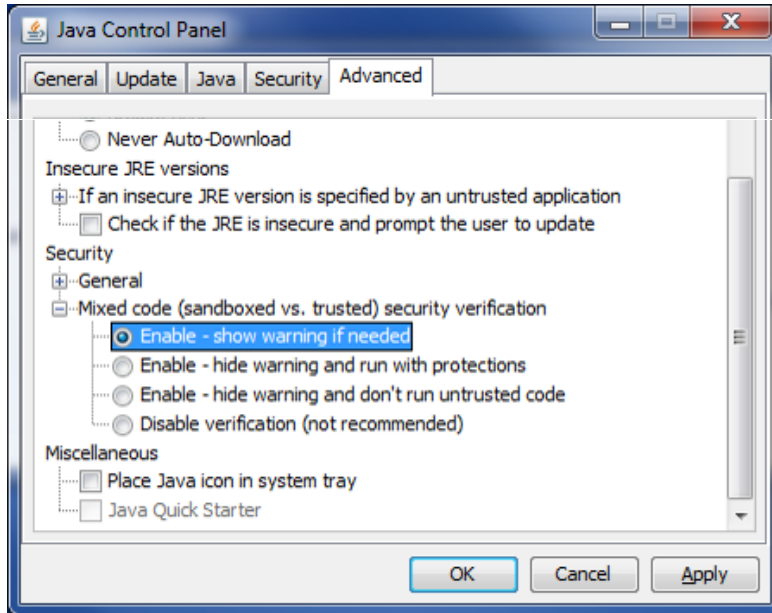 Java Control Panel
General Update Java Security Advanced
Never Auto-Download
Insecure JRE versions
If an insecure JRE version is specified by an untrusted application
Check if the JRE is insecure and prompt the user to update
Security
General
Mixed code (sandboxed vs. trusted) security verification
Enable - show warning if needed
Enable - hide warning and run with protections
Enable - hide warning and don't run untrusted code
Disable verification (not recommended)
Miscellaneous
Place Java icon in system tray
Java Quick Starter
OK Cancel Apply